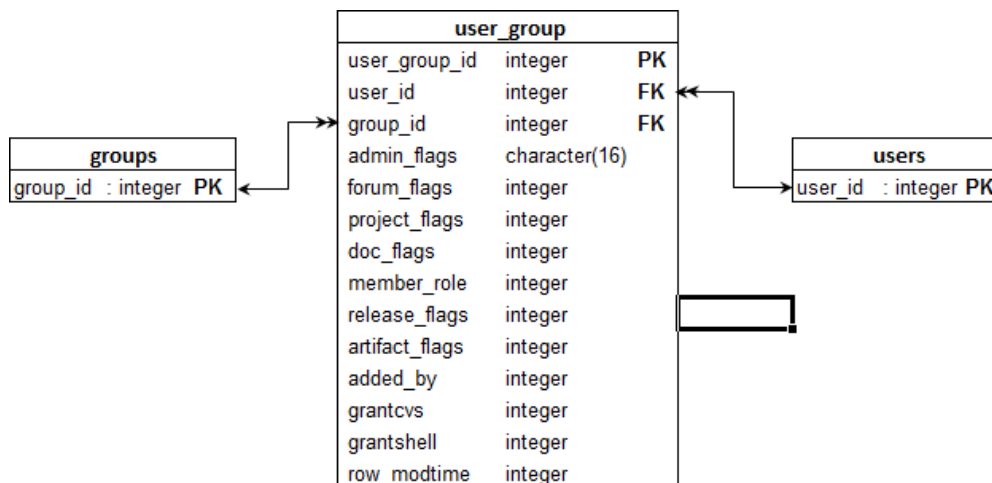 user_group
user_group_id integer PK
user_id integer FK
group_id integer FK
admin_flags character(16)
forum_flags integer
project_flags integer
doc_flags integer
member_role integer
release_flags integer
artifact_flags integer
added_by integer
grantcvs integer
grantshell integer
row_modtime integer
groups
group_id : integer PK
users
user_id : integer PK